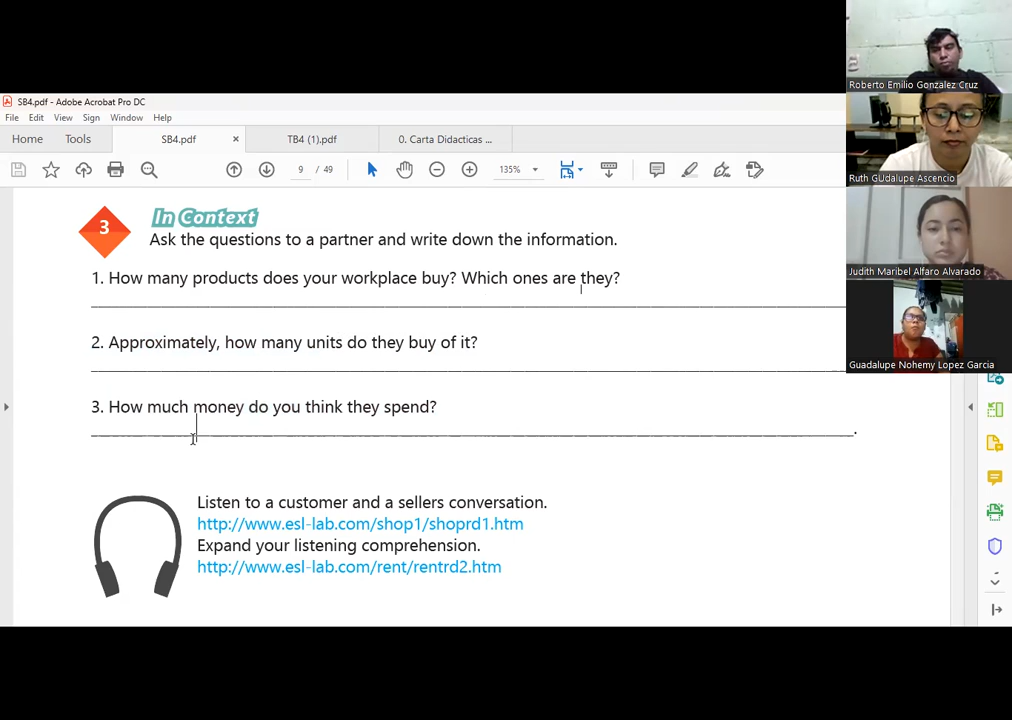 SB4.pdf - Adobe Acrobat Pro DC
File Edit View Sign Window Help
Home Tools SB4.pdf × TB4 (1).pdf 0. Carta Didacticas ...
9 / 49 135%
3 In Context
Ask the questions to a partner and write down the information.
1. How many products does your workplace buy? Which ones are they?
2. Approximately, how many units do they buy of it?
3. How much money do you think they spend?
Listen to a customer and a sellers conversation.
http://www.esl-lab.com/shop1/shoprd1.htm
Expand your listening comprehension.
http://www.esl-lab.com/rent/rentrd2.htm
Roberto Emilio Gonzalez Cruz
Ruth GUdalupe Ascencio
Judith Maribel Alfaro Alvarado
Guadalupe Nohemy Lopez Garcia